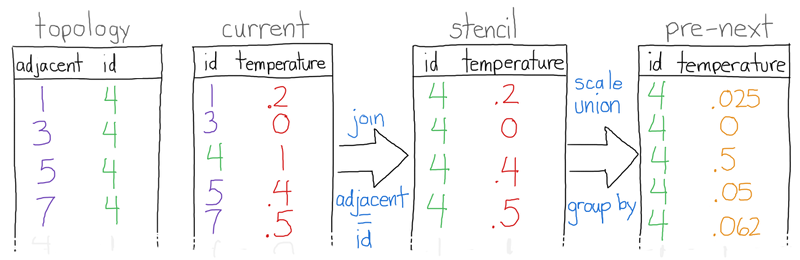 topology current stencil pre-next
adjacent id id temperature id temperature id temperature
1 4 1 .2 4 .2 scale 4 .025
3 4 3 0 join 4 0 union 4 0
5 4 4 1 4 .4 4 .5
7 4 5 .4 adjacent 4 .5 group by 4 .05
7 .5 = 4 .062
id